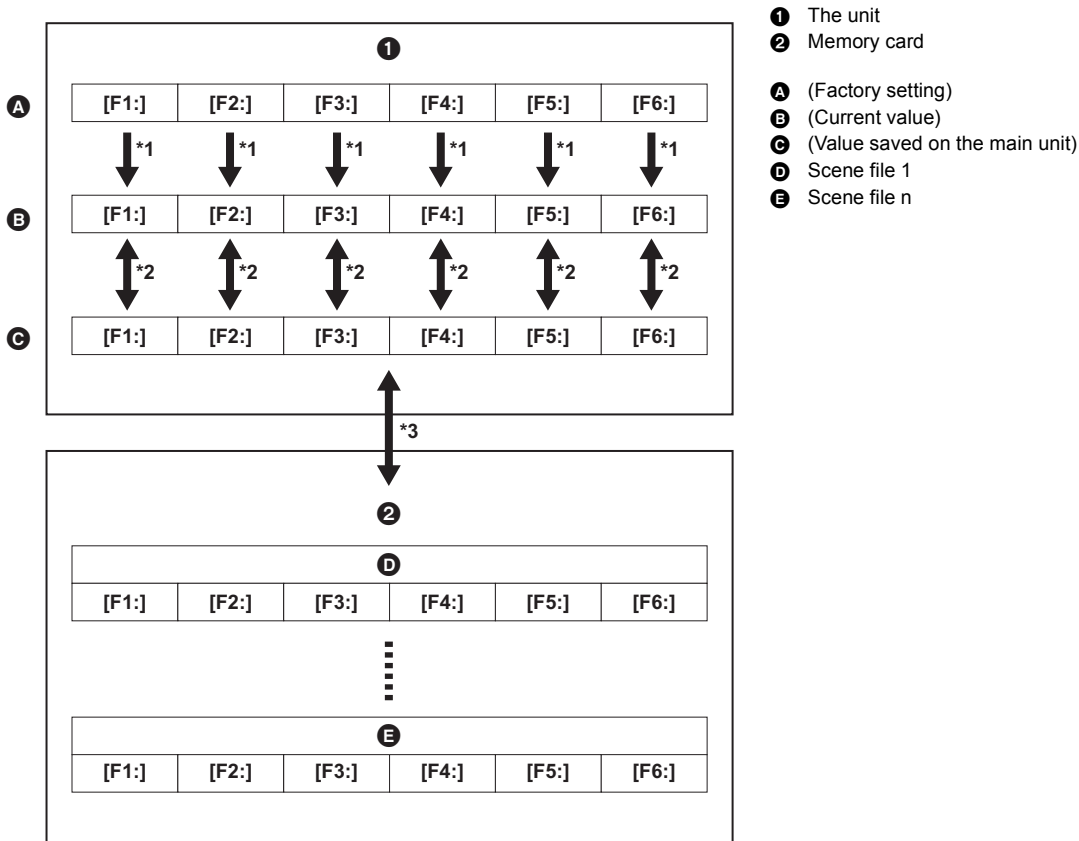 ❶ The unit
❷ Memory card
Ⓐ (Factory setting)
Ⓑ (Current value)
Ⓒ (Value saved on the main unit)
Ⓓ Scene file 1
Ⓔ Scene file n
❶
Ⓐ [F1:] [F2:] [F3:] [F4:] [F5:] [F6:]
*1 *1 *1 *1 *1 *1
Ⓑ [F1:] [F2:] [F3:] [F4:] [F5:] [F6:]
*2 *2 *2 *2 *2 *2
Ⓒ [F1:] [F2:] [F3:] [F4:] [F5:] [F6:]
*3
❷
Ⓓ
[F1:] [F2:] [F3:] [F4:] [F5:] [F6:]
Ⓔ
[F1:] [F2:] [F3:] [F4:] [F5:] [F6:]